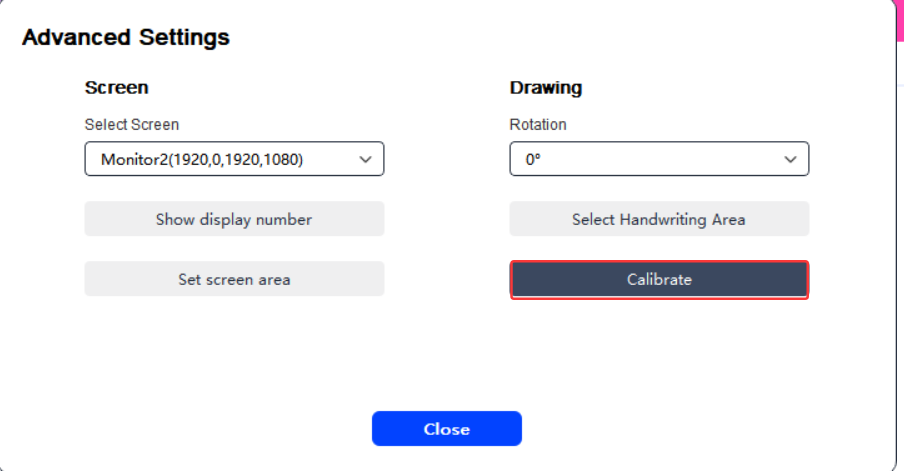 Advanced Settings
Screen
Select Screen
Monitor2(1920,0,1920,1080)
Show display number
Set screen area
Drawing
Rotation
0°
Select Handwriting Area
Calibrate
Close